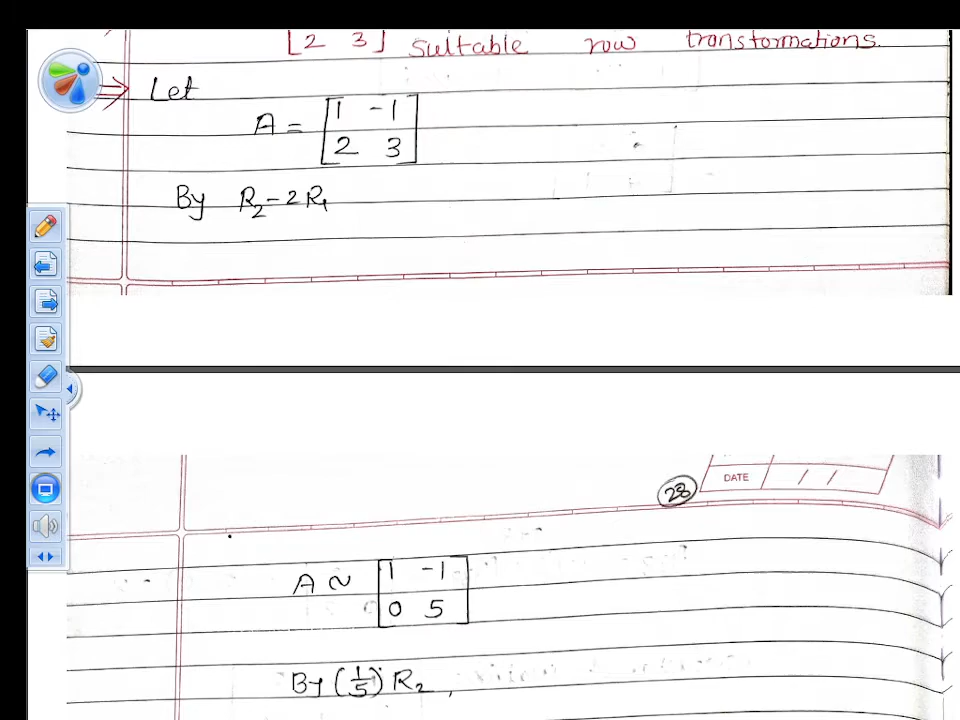 [2 3] suitable row transformations.
⇒ Let
A = [1 -1
2 3]
By R₂-2R₁
DATE / /
28
A ~ [1 -1
0 5]
By (1/5) R₂,